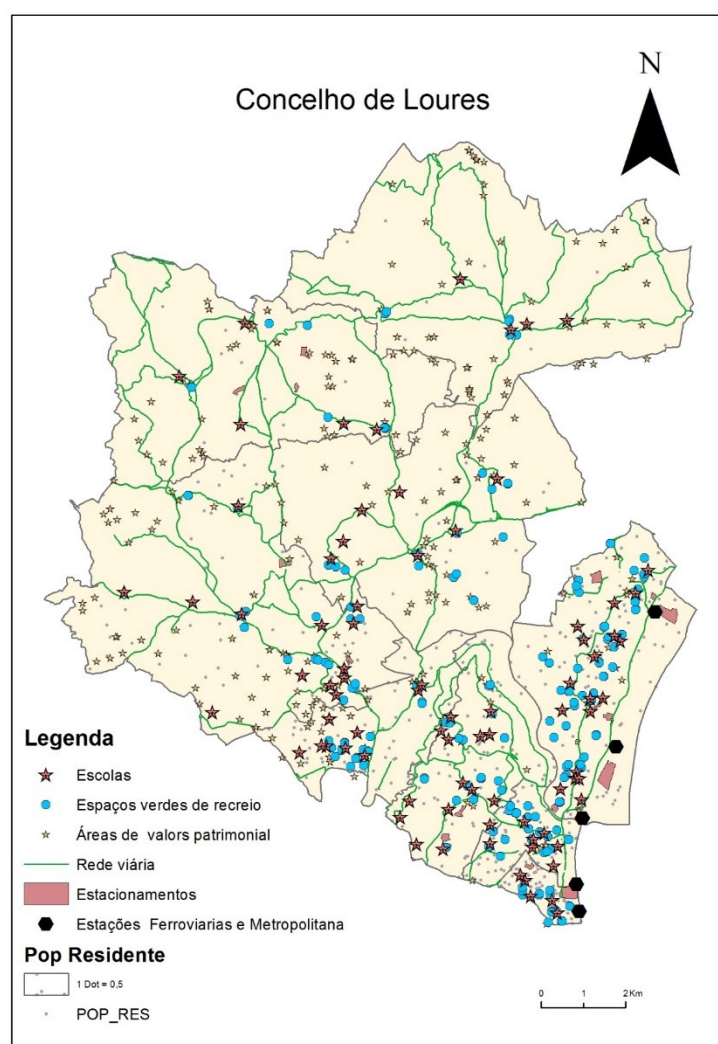 N
Concelho de Loures
Legenda
Escolas
Espaços verdes de recreio
Áreas de valors patrimonial
Rede viária
Estacionamentos
Estações Ferroviarias e Metropolitana
Pop Residente
1 Dot = 0,5
POP_RES
0 1 2 Km